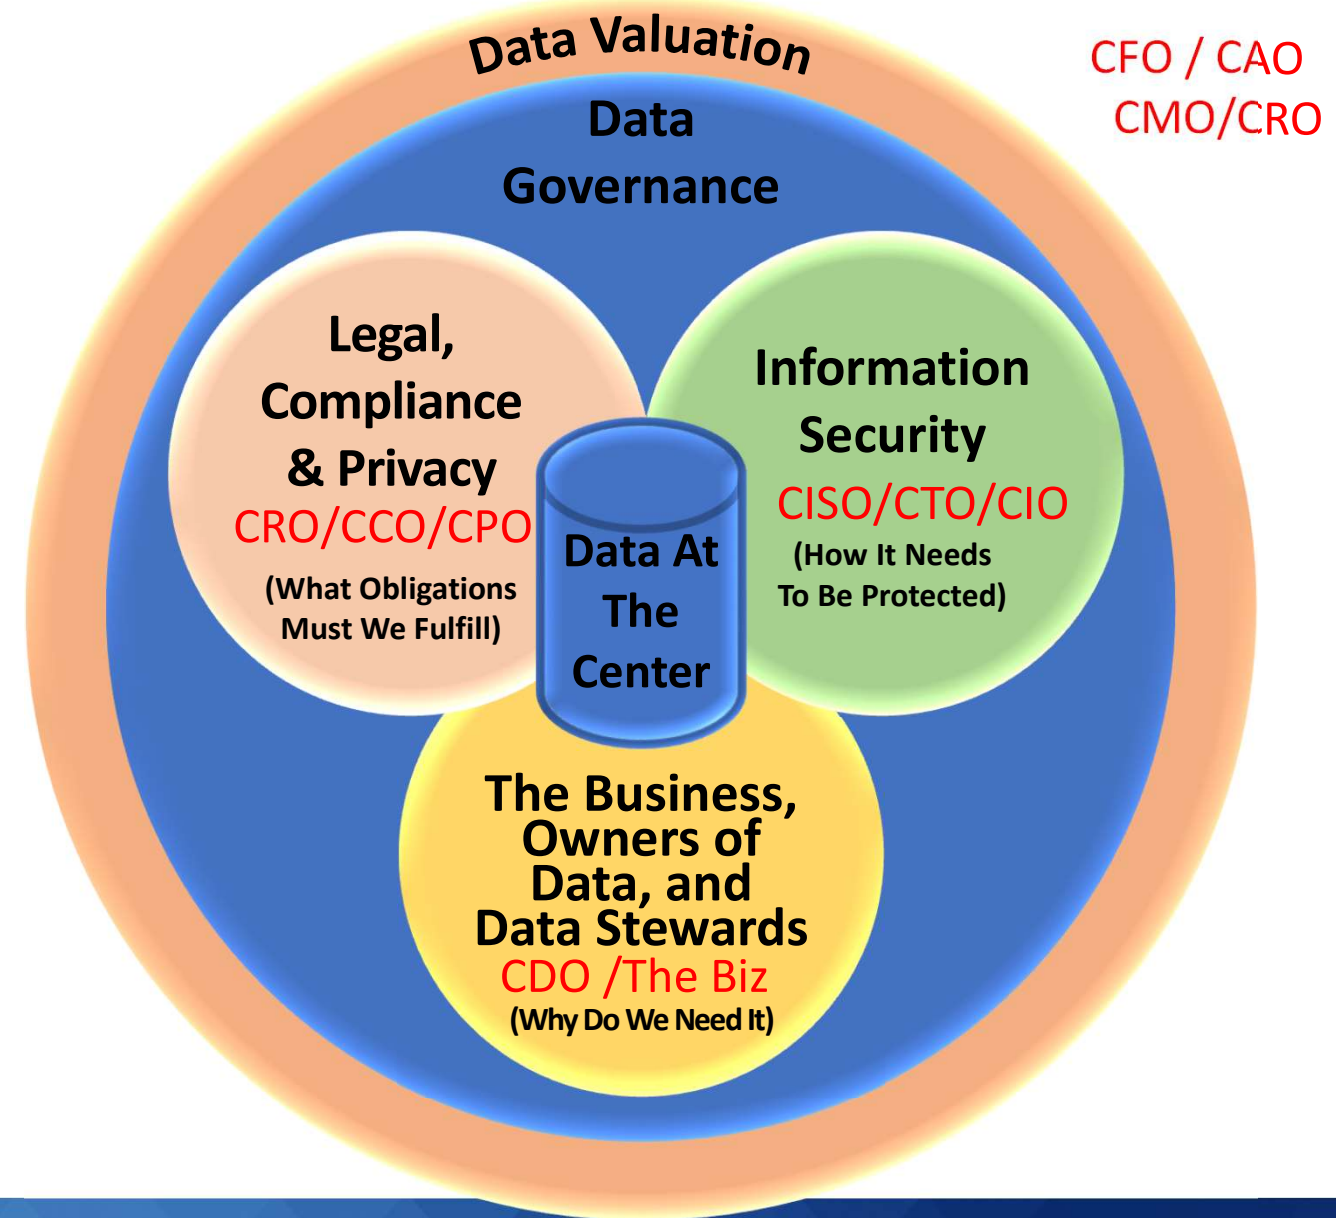 Data Valuation
CFO / CAO
CMO/CRO
Data
Governance
Legal,
Compliance
& Privacy
CRO/CCO/CPO
(What Obligations
Must We Fulfill)
Information
Security
CISO/CTO/CIO
(How It Needs
To Be Protected)
Data At
The
Center
The Business,
Owners of
Data, and
Data Stewards
CDO /The Biz
(Why Do We Need It)